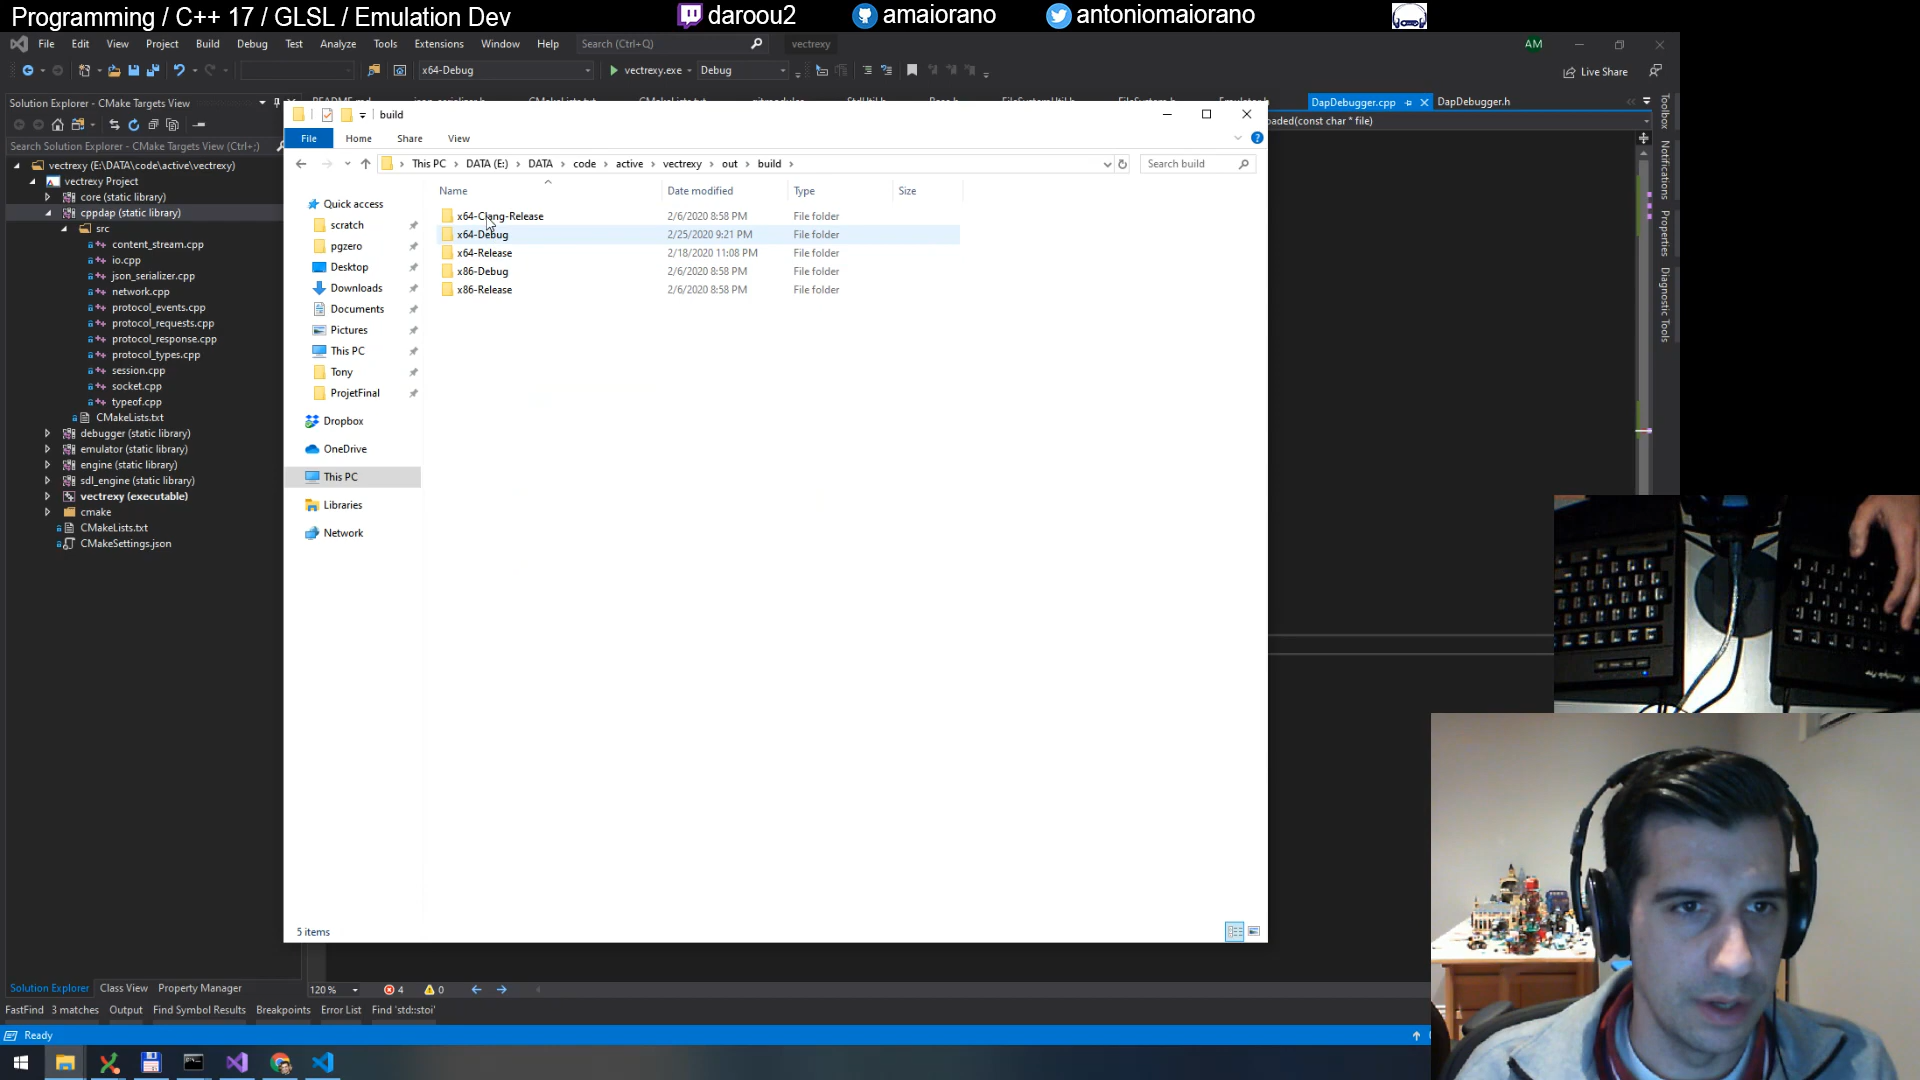 Programming / C++ 17 / GLSL / Emulation Dev
daroou2
amaiorano
antoniomaiorano
File Edit View Project Build Debug Test Analyze Tools Extensions Window Help
Search (Ctrl+Q)
vectrexy
AM
x64-Debug
vectrexy.exe
Debug
Live Share
Solution Explorer - CMake Targets View
DapDebugger.cpp
DapDebugger.h
oaded(const char * file)
Search Solution Explorer - CMake Targets View (Ctrl+;)
vectrexy (E:\DATA\code\active\vectrexy)
vectrexy Project
core (static library)
cppdap (static library)
src
content_stream.cpp
io.cpp
json_serializer.cpp
network.cpp
protocol_events.cpp
protocol_requests.cpp
protocol_response.cpp
protocol_types.cpp
session.cpp
socket.cpp
typeof.cpp
CMakeLists.txt
debugger (static library)
emulator (static library)
engine (static library)
sdl_engine (static library)
vectrexy (executable)
cmake
CMakeLists.txt
CMakeSettings.json
build
File Home Share View
This PC > DATA (E:) > DATA > code > active > vectrexy > out > build >
Search build
Name Date modified Type Size
x64-Clang-Release 2/6/2020 8:58 PM File folder
x64-Debug 2/25/2020 9:21 PM File folder
x64-Release 2/18/2020 11:08 PM File folder
x86-Debug 2/6/2020 8:58 PM File folder
x86-Release 2/6/2020 8:58 PM File folder
Quick access
scratch
pgzero
Desktop
Downloads
Documents
Pictures
This PC
Tony
ProjetFinal
Dropbox
OneDrive
This PC
Libraries
Network
5 items
Toolbox
Notifications
Properties
Diagnostic Tools
120 %
4
0
Solution Explorer Class View Property Manager
FastFind 3 matches Output Find Symbol Results Breakpoints Error List Find 'std::stoi'
Ready